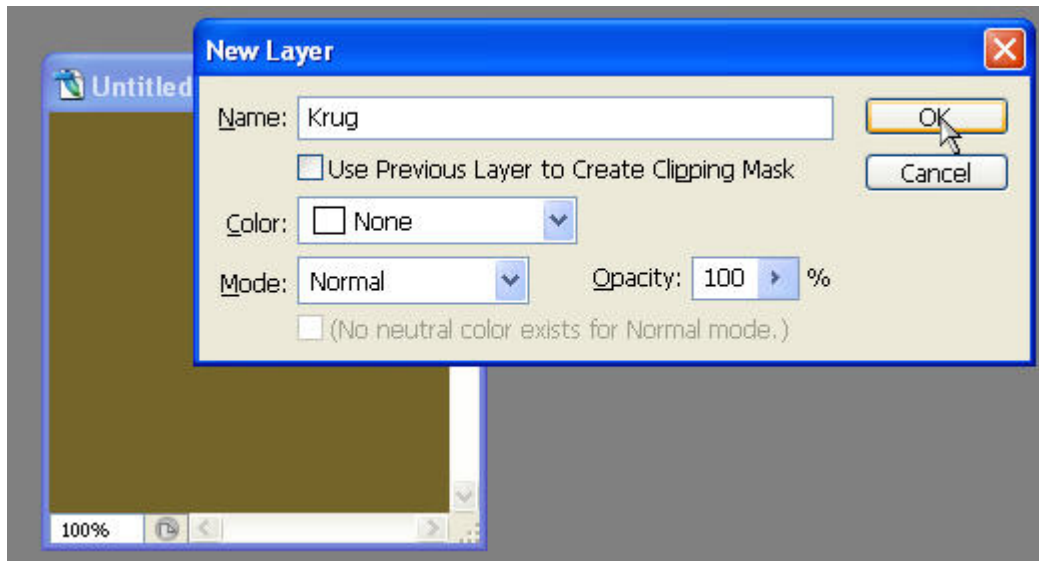 New Layer
Untitled
Name: Krug
OK
Use Previous Layer to Create Clipping Mask
Cancel
Color: None
Mode: Normal Opacity: 100 %
(No neutral color exists for Normal mode.)
100%